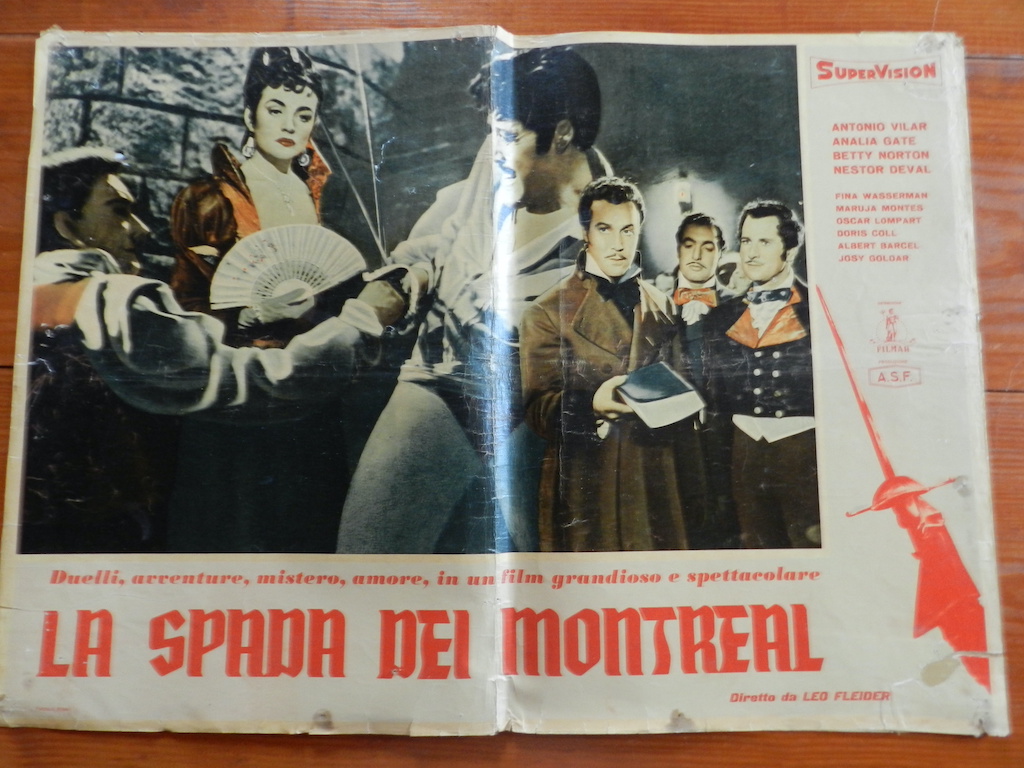 SUPERVISION
ANTONIO VILAR
ANALIA GATE
BETTY NORTON
NESTOR DEVAL
FINA WASSERMAN
MARUJA MONTES
OSCAR LOMPART
DORIS COLL
ALBERT BARCEL
JOSY GOLDAR
FILMAR
A.S.F.
Duelli, avventure, mistero, amore, in un film grandioso e spettacolare
LA SPADA DEI MONTREAL
Diretto da LEO FLEIDER